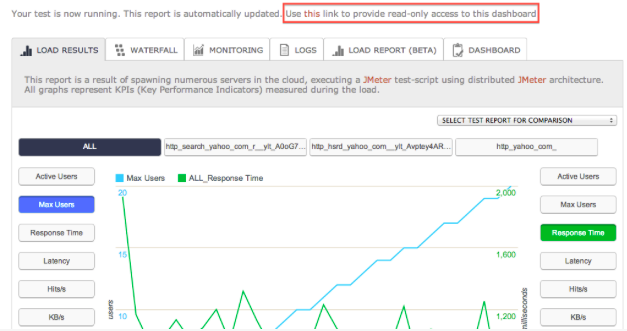 Your test is now running. This report is automatically updated. Use this link to provide read-only access to this dashboard
LOAD RESULTS WATERFALL MONITORING LOGS LOAD REPORT (BETA) DASHBOARD
This report is a result of spawning numerous servers in the cloud, executing a JMeter test-script using distributed JMeter architecture.
All graphs represent KPIs (Key Performance Indicators) measured during the load.
SELECT TEST REPORT FOR COMPARISON
ALL http_search_yahoo_com_r__ylt_A0oG7... http_hsrd_yahoo_com__ylt_Avptey4AR... http_yahoo_com_
Active Users Max Users ALL_Response Time Active Users
20 2,000
Max Users Max Users
Response Time 15 1,600 Response Time
Latency Latency
Hits/s Hits/s
users milliseconds
KB/s 10 1,200 KB/s